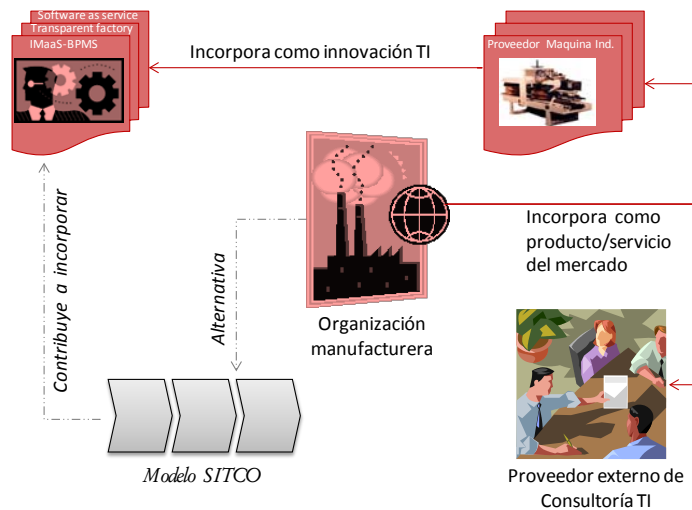 Software as service
Transparent factory
IMaaS-BPMS
Incorpora como innovación TI
Proveedor Maquina Ind.
Incorpora como
producto/servicio
del mercado
Organización
manufacturera
Alternativa
Contribuye a incorporar
Modelo SITCO
Proveedor externo de
Consultoría TI